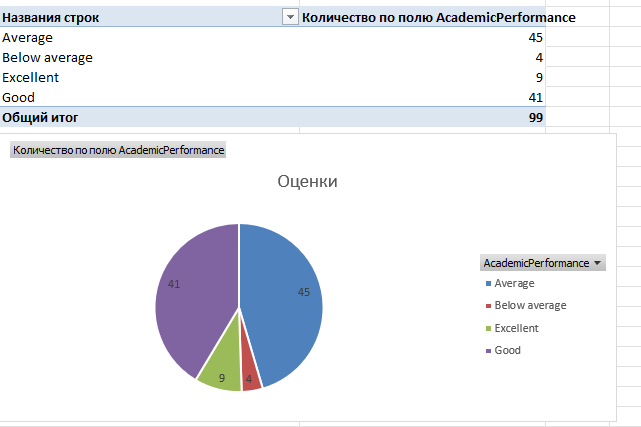 Названия строк Количество по полю AcademicPerformance
Average 45
Below average 4
Excellent 9
Good 41
Общий итог 99
Количество по полю AcademicPerformance
Оценки
41
45
9
4
AcademicPerformance
Average
Below average
Excellent
Good